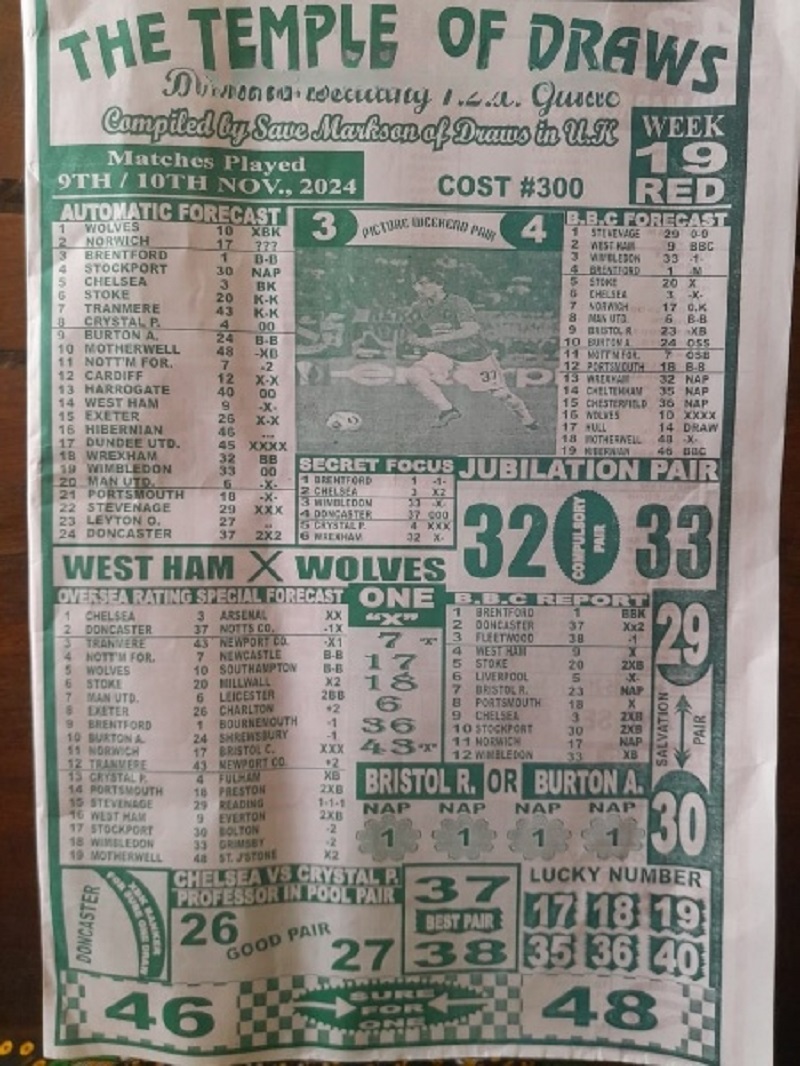 THE TEMPLE OF DRAWS
Compiled by Save Markson of Draws in U.K
WEEK
19
RED
Matches Played
9TH / 10TH NOV., 2024
COST #300
AUTOMATIC FORECAST
1 WOLVES 10 XBK
2 NORWICH 17 ???
3 BRENTFORD 1 B-B
4 STOCKPORT 30 NAP
5 CHELSEA 3 BK
6 STOKE 20 K-K
7 TRANMERE 43 K-K
8 CRYSTAL P. 4 00
9 BURTON A. 24 B-B
10 MOTHERWELL 48 -XB
11 NOTT'M FOR. 7 -2
12 CARDIFF 12 X-X
13 HARROGATE 40 00
14 WEST HAM 9 -X-
15 EXETER 26 X-X
16 HIBERNIAN 46 ...
17 DUNDEE UTD. 45 XXXX
18 WREXHAM 32 BB
19 WIMBLEDON 33 00
20 MAN UTD. 6 -X-
21 PORTSMOUTH 18 -X-
22 STEVENAGE 29 XXX
23 LEYTON O. 27
24 DONCASTER 37 2X2
3 PICTURE WEEKEND PAIR 4
37
B.B.C FORECAST
1 STEVENAGE 29 0-0
2 WEST HAM 9 BBC
3 WIMBLEDON 33 -1-
4 BRENTFORD 1 -M
5 STOKE 20 X
6 CHELSEA 3 -X-
7 NORWICH 17 0.K
8 MAN UTD. 6 B-B
9 BRISTOL R. 23 -XB
10 BURTON A. 24 OSS
11 NOTT'M FOR. 7 OSB
12 PORTSMOUTH 18 B-B
13 WREXHAM 32 NAP
14 CHELTENHAM 35 NAP
15 CHESTERFIELD 36 NAP
16 WOLVES 10 XXXX
17 HULL 14 DRAW
18 MOTHERWELL 48 -X-
19 HIBERNIAN 46 BBC
SECRET FOCUS
1 BRENTFORD 1 -1-
2 CHELSEA 3 X2
3 WIMBLEDON 33 -X-
4 DONCASTER 37 000
5 CRYSTAL P. 4 XXX
6 WREXHAM 32 X-
JUBILATION PAIR
32 COMPULSORY PAIR 33
WEST HAM X WOLVES
OVERSEA RATING SPECIAL FORECAST
1 CHELSEA 3 ARSENAL XX
2 DONCASTER 37 NOTTS CO. -1X
3 TRANMERE 43 NEWPORT CO. -X1
4 NOTT'M FOR. 7 NEWCASTLE B-B
5 WOLVES 10 SOUTHAMPTON B-B
6 STOKE 20 MILLWALL X2
7 MAN UTD. 6 LEICESTER 2BB
8 EXETER 26 CHARLTON +2
9 BRENTFORD 1 BOURNEMOUTH -1
10 BURTON A. 24 SHREWSBURY -1
11 NORWICH 17 BRISTOL C. XXX
12 TRANMERE 43 NEWPORT CO. +2
13 CRYSTAL P. 4 FULHAM XB
14 PORTSMOUTH 18 PRESTON 2XB
15 STEVENAGE 29 READING 1-1-1
16 WEST HAM 9 EVERTON 2XB
17 STOCKPORT 30 BOLTON -2
18 WIMBLEDON 33 GRIMSBY -2
19 MOTHERWELL 48 ST. J'STONE X2
ONE
"X"
7 "X"
17
18
6
36
43 "X"
B.B.C REPORT
1 BRENTFORD 1 BBK
2 DONCASTER 37 Xx2
3 FLEETWOOD 38 -1
4 WEST HAM 9 X
5 STOKE 20 2XB
6 LIVERPOOL 5 -X-
7 BRISTOL R. 23 NAP
8 PORTSMOUTH 18 X
9 CHELSEA 3 2XB
10 STOCKPORT 30 2XB
11 NORWICH 17 NAP
12 WIMBLEDON 33 XB
29
SALVATION PAIR
30
BRISTOL R. OR BURTON A.
NAP NAP NAP NAP
1 1 1 1
DONCASTER
CHELSEA VS CRYSTAL P.
PROFESSOR IN POOL PAIR
26 GOOD PAIR 27
37
BEST PAIR
38
LUCKY NUMBER
17 18 19
35 36 40
46 SURE FOR ONE 48